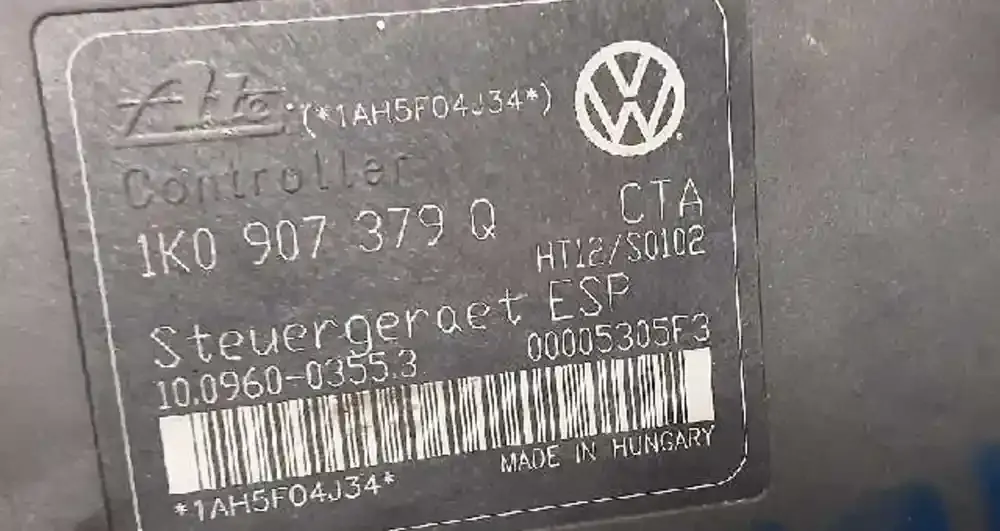 Ate (*1AH5F04J34*)
Controller
1K0 907 379 Q CTA
HT12/S0102
Steuergeraet ESP
10.0960-0355.3 00005305F3
MADE IN HUNGARY
*1AH5F04J34*